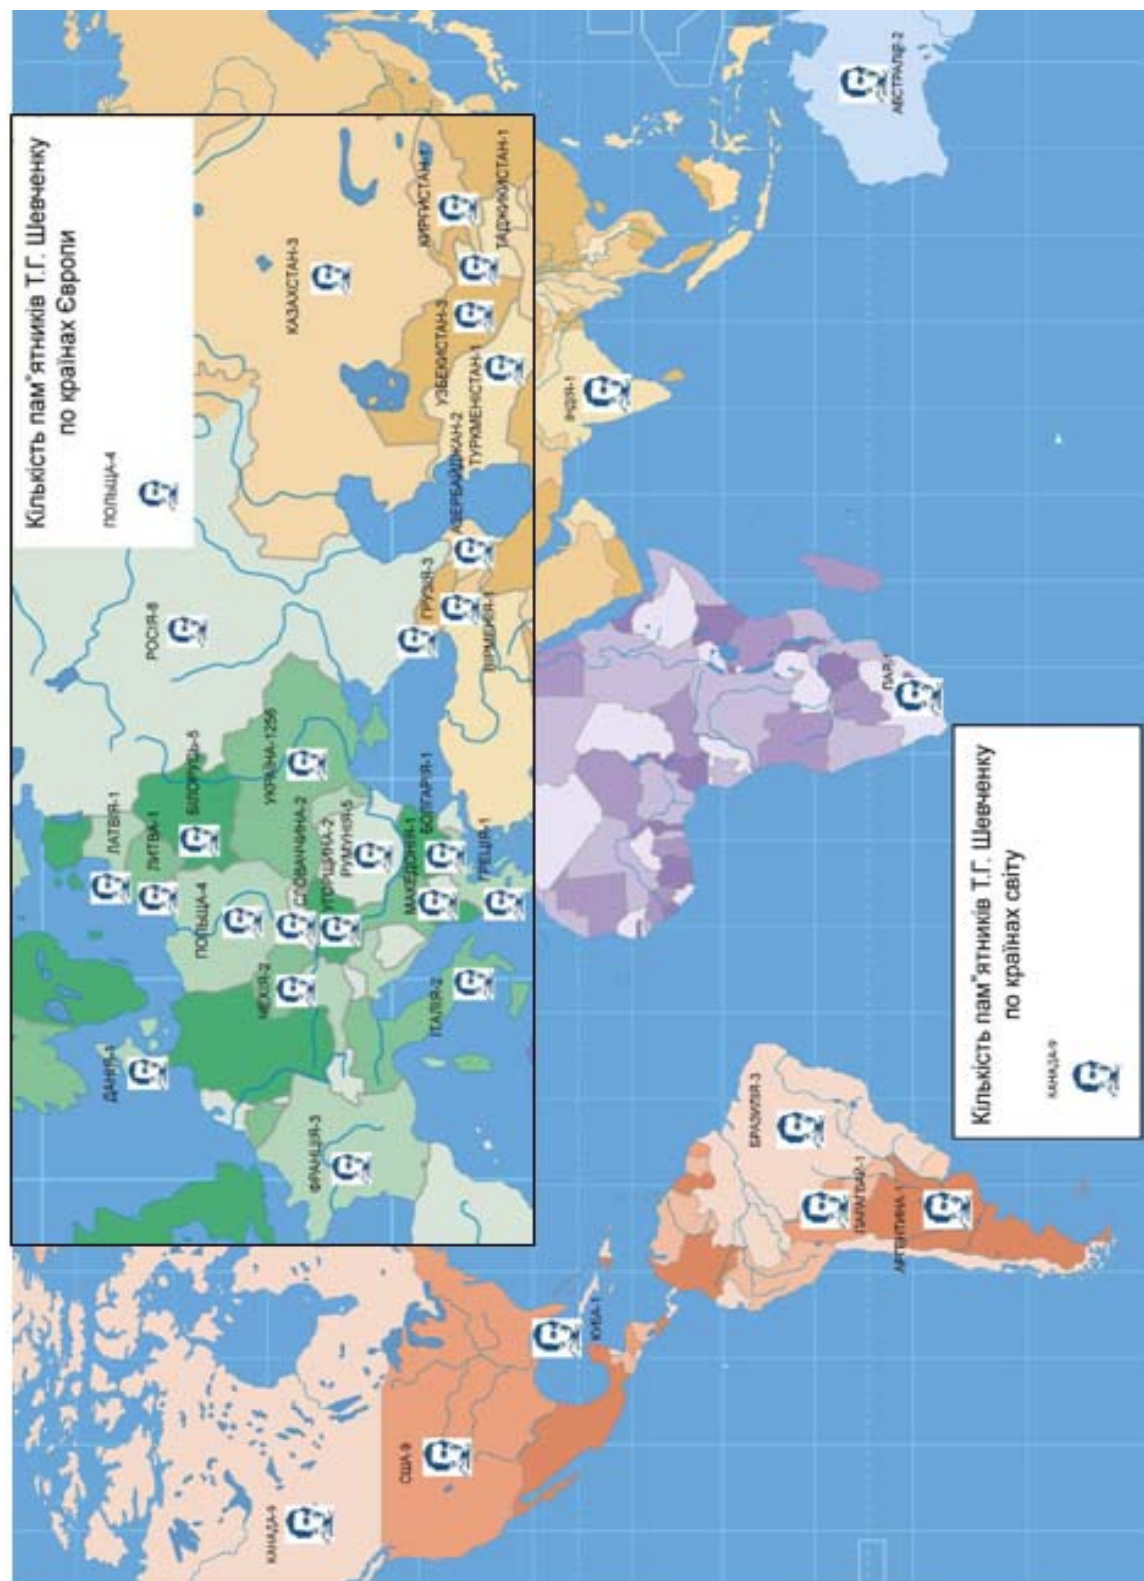 Кількість пам"ятників Т.Г. Шевченку
по країнах Європи
ПОЛЬЩА-4
ЛАТВІЯ-1
ЛИТВА-1
БІЛОРУСЬ-5
РОСІЯ-8
КАЗАХСТАН-3
ДАНІЯ-1
ПОЛЬЩА-4
УКРАЇНА-1256
ЧЕХІЯ-2
СЛОВАЧЧИНА-2
УГОРЩИНА-2
РУМУНІЯ-5
ФРАНЦІЯ-3
МАКЕДОНІЯ-1
БОЛГАРІЯ-1
ГРУЗІЯ-3
АЗЕРБАЙДЖАН-2
УЗБЕКИСТАН-3
КИРГИСТАН-1
ІТАЛІЯ-2
ГРЕЦІЯ-1
ВІРМЕНІЯ-1
ТУРКМЕНІСТАН-1
ТАДЖИКИСТАН-1
КАНАДА-9
США-9
КУБА-1
ІНДІЯ-1
БРАЗИЛІЯ-3
ПАРАГВАЙ-1
АРГЕНТИНА-1
ПАР-1
АВСТРАЛІЯ-2
Кількість пам"ятників Т.Г. Шевченку
по країнах світу
КАНАДА-9